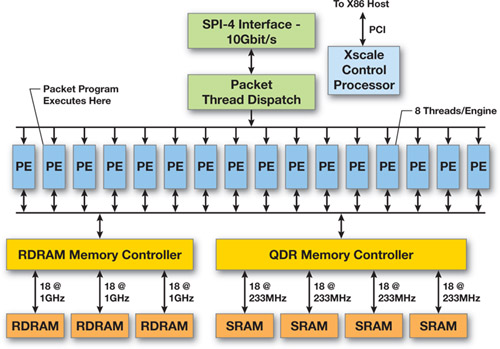 To X86 Host
SPI-4 Interface -
10Gbit/s
PCI
Xscale
Control
Processor
Packet
Thread Dispatch
Packet Program
Executes Here
8 Threads/Engine
PE PE PE PE PE PE PE PE PE PE PE PE PE PE PE
RDRAM Memory Controller
QDR Memory Controller
18 @
1GHz
18 @
1GHz
18 @
1GHz
18 @
233MHz
18 @
233MHz
18 @
233MHz
18 @
233MHz
RDRAM RDRAM RDRAM
SRAM SRAM SRAM SRAM